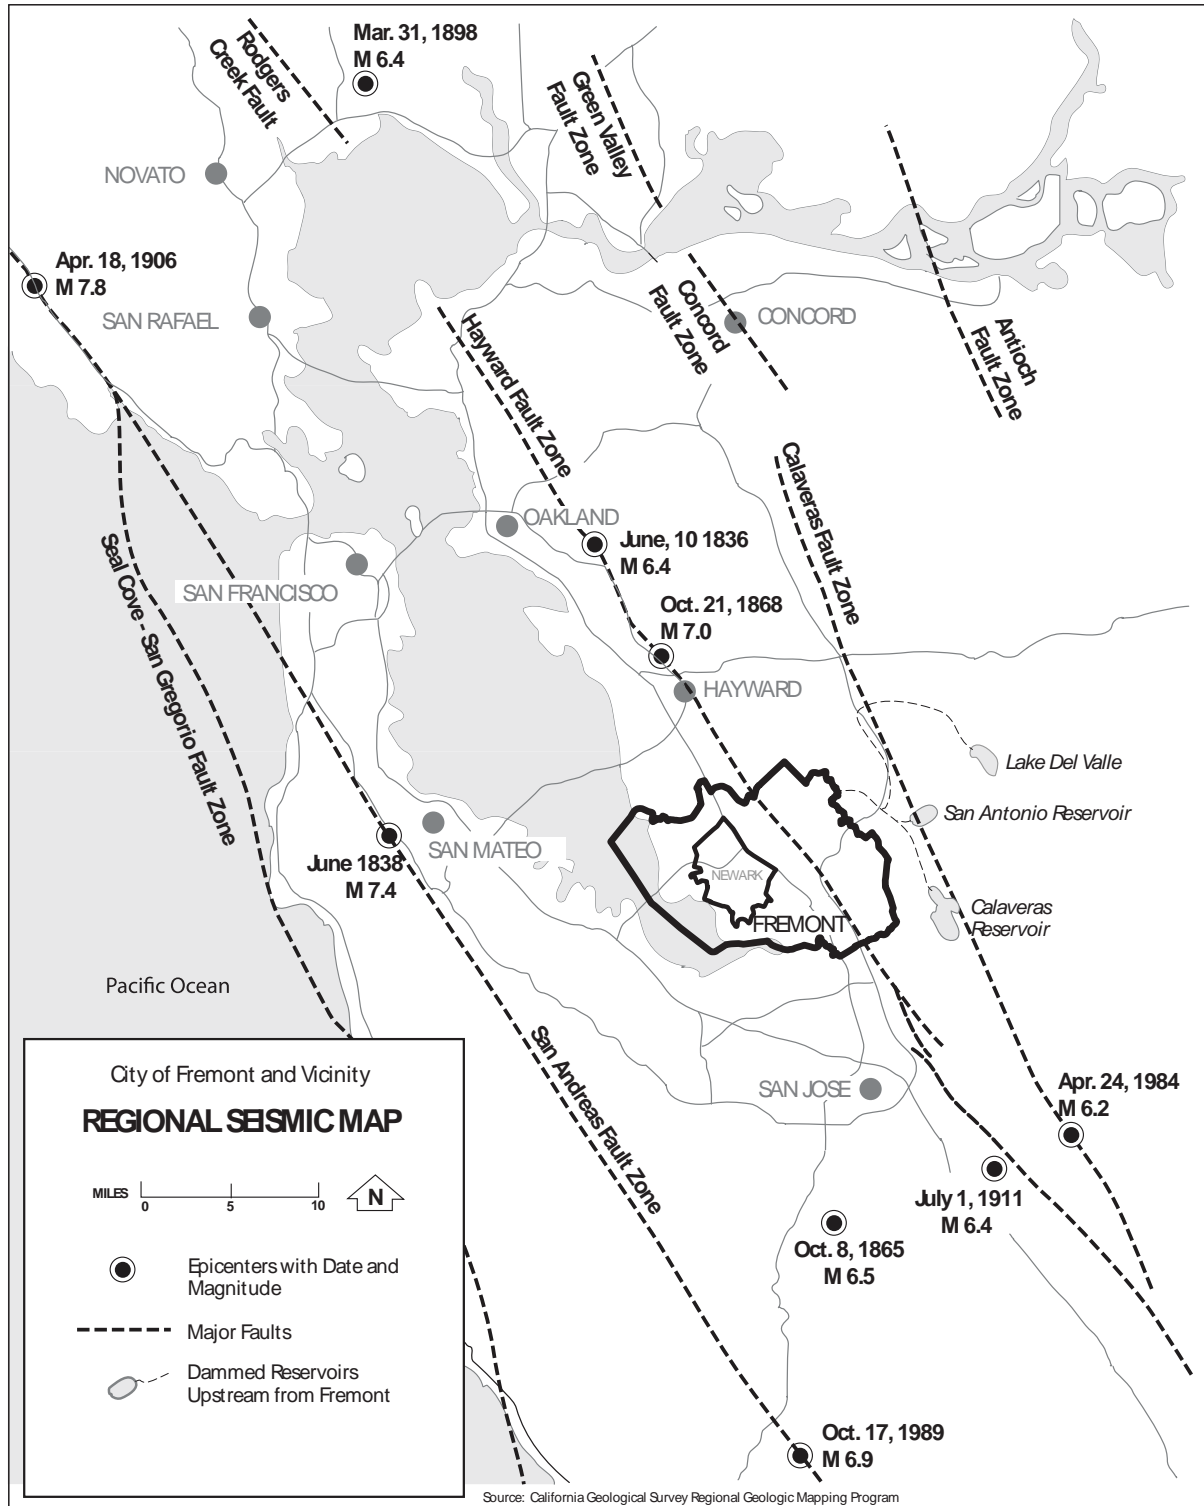 Mar. 31, 1898
M 6.4
Rodgers
Creek Fault
Green Valley
Fault Zone
NOVATO
Apr. 18, 1906
M 7.8
SAN RAFAEL
Hayward Fault Zone
Concord
Fault Zone
CONCORD
Antioch
Fault Zone
Calaveras Fault Zone
OAKLAND
June, 10 1836
M 6.4
Seal Cove - San Gregorio Fault Zone
SAN FRANCISCO
Oct. 21, 1868
M 7.0
HAYWARD
Lake Del Valle
San Antonio Reservoir
SAN MATEO
June 1838
M 7.4
NEWARK
FREMONT
Calaveras
Reservoir
Pacific Ocean
San Andreas Fault Zone
SAN JOSE
Apr. 24, 1984
M 6.2
July 1, 1911
M 6.4
Oct. 8, 1865
M 6.5
Oct. 17, 1989
M 6.9
City of Fremont and Vicinity
REGIONAL SEISMIC MAP
MILES
0 5 10
N
Epicenters with Date and
Magnitude
Major Faults
Dammed Reservoirs
Upstream from Fremont
Source: California Geological Survey Regional Geologic Mapping Program